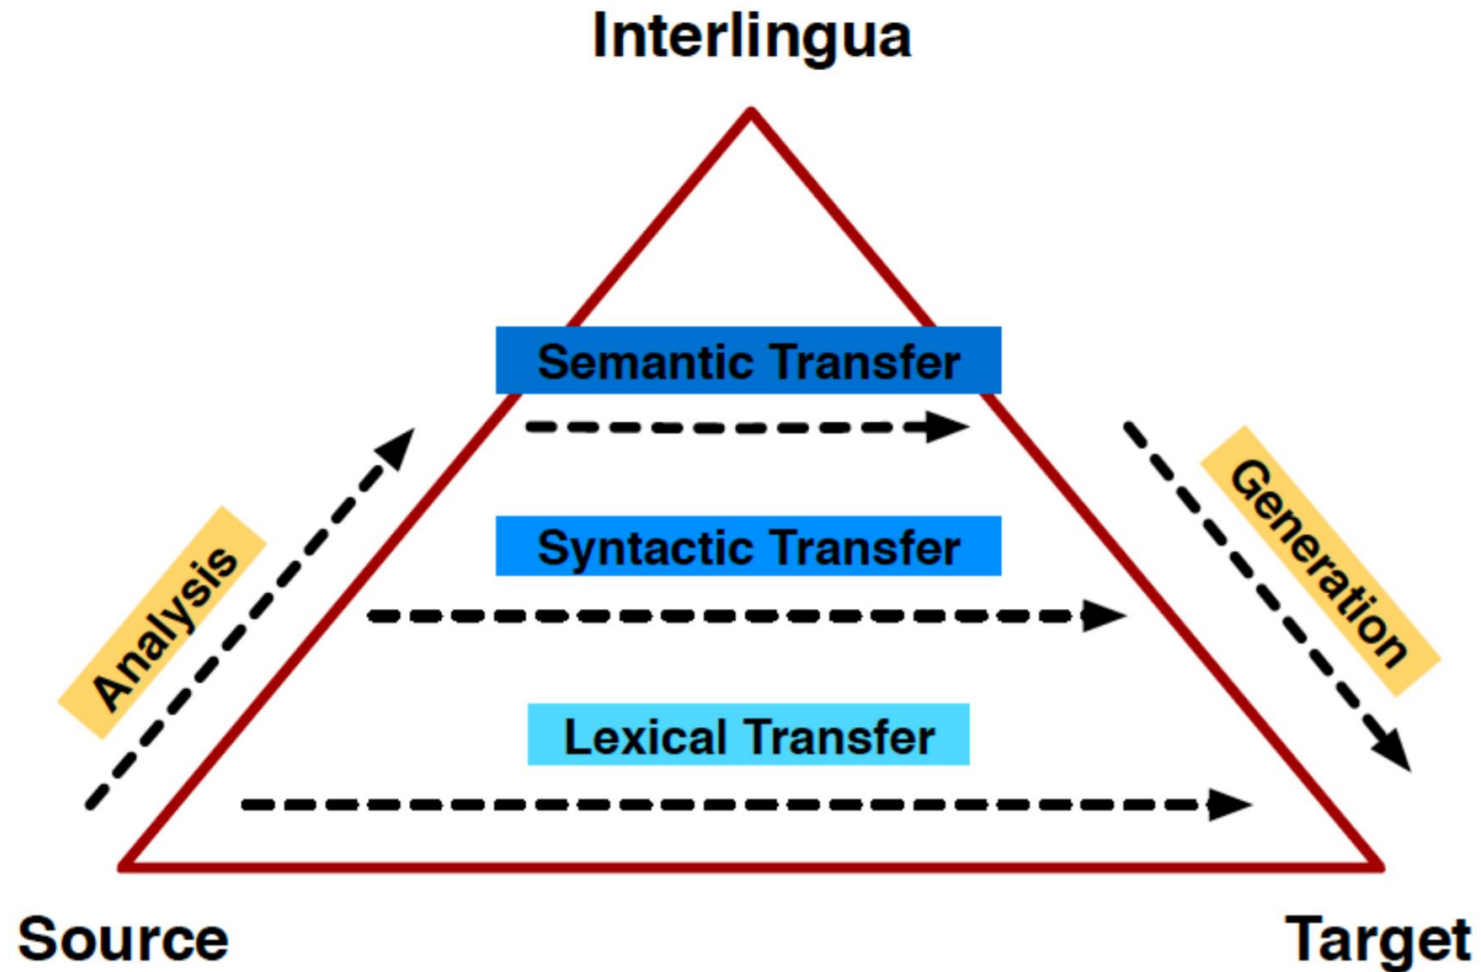 Interlingua
Semantic Transfer
Syntactic Transfer
Lexical Transfer
Analysis
Generation
Source
Target